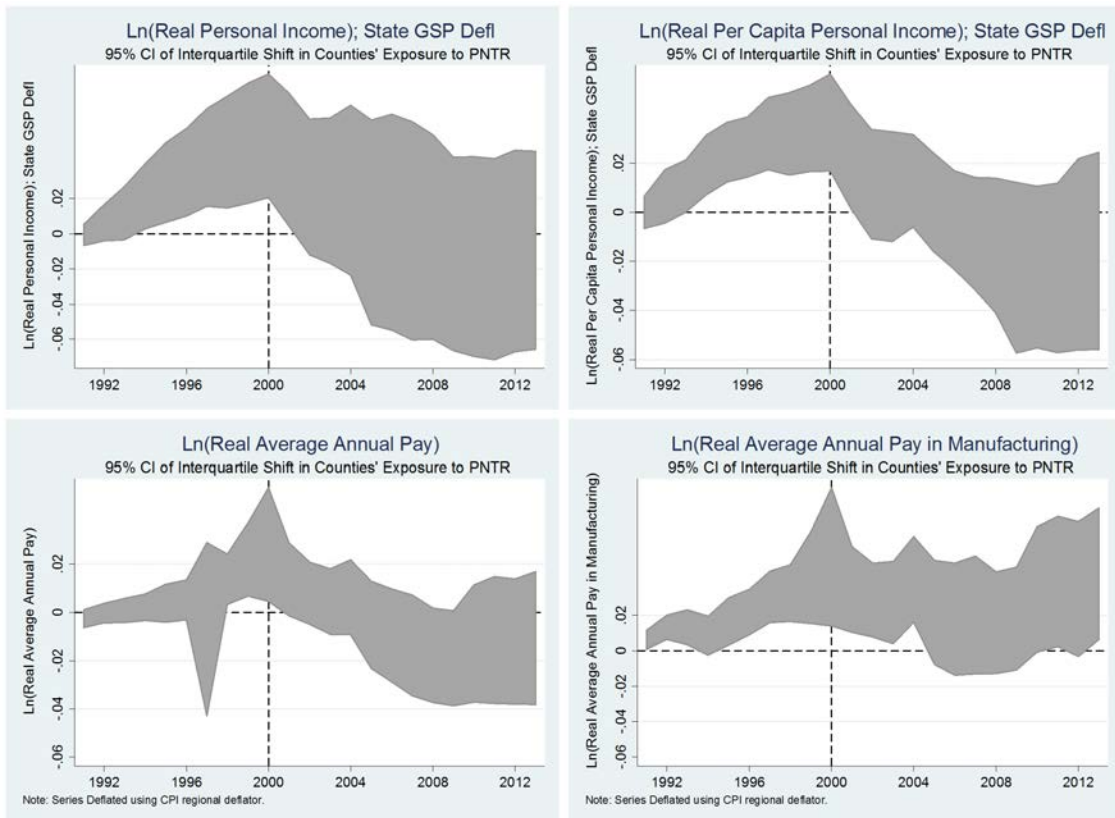 Ln(Real Personal Income); State GSP Defl
95% CI of Interquartile Shift in Counties' Exposure to PNTR
Ln(Real Personal Income); State GSP Defl
.02
0
-.02
-.04
-.06
1992 1996 2000 2004 2008 2012
Ln(Real Per Capita Personal Income); State GSP Defl
95% CI of Interquartile Shift in Counties' Exposure to PNTR
Ln(Real Per Capita Personal Income); State GSP Defl
.02
0
-.02
-.04
-.06
1992 1996 2000 2004 2008 2012
Ln(Real Average Annual Pay)
95% CI of Interquartile Shift in Counties' Exposure to PNTR
Ln(Real Average Annual Pay)
.02
0
-.02
-.04
-.06
1992 1996 2000 2004 2008 2012
Note: Series Deflated using CPI regional deflator.
Ln(Real Average Annual Pay in Manufacturing)
95% CI of Interquartile Shift in Counties' Exposure to PNTR
Ln(Real Average Annual Pay in Manufacturing)
.02
0
-.02
-.04
-.06
1992 1996 2000 2004 2008 2012
Note: Series Deflated using CPI regional deflator.